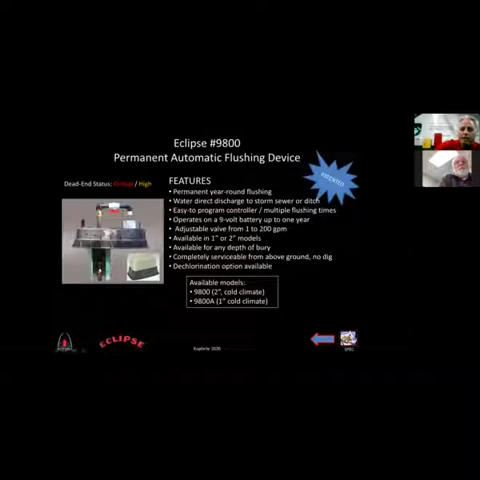 Eclipse #9800
Permanent Automatic Flushing Device
PATENTED
Dead-End Status: Critical / High
FEATURES
• Permanent year-round flushing
• Water direct discharge to storm sewer or ditch
• Easy-to program controller / multiple flushing times
• Operates on a 9-volt battery up to one year
• Adjustable valve from 1 to 200 gpm
• Available in 1" or 2" models
• Available for any depth of bury
• Completely serviceable from above ground, no dig
• Dechlorination option available
Available models:
• 9800 (2", cold climate)
• 9800A (1" cold climate)
ECLIPSE
Kupferle 2020
SPEC